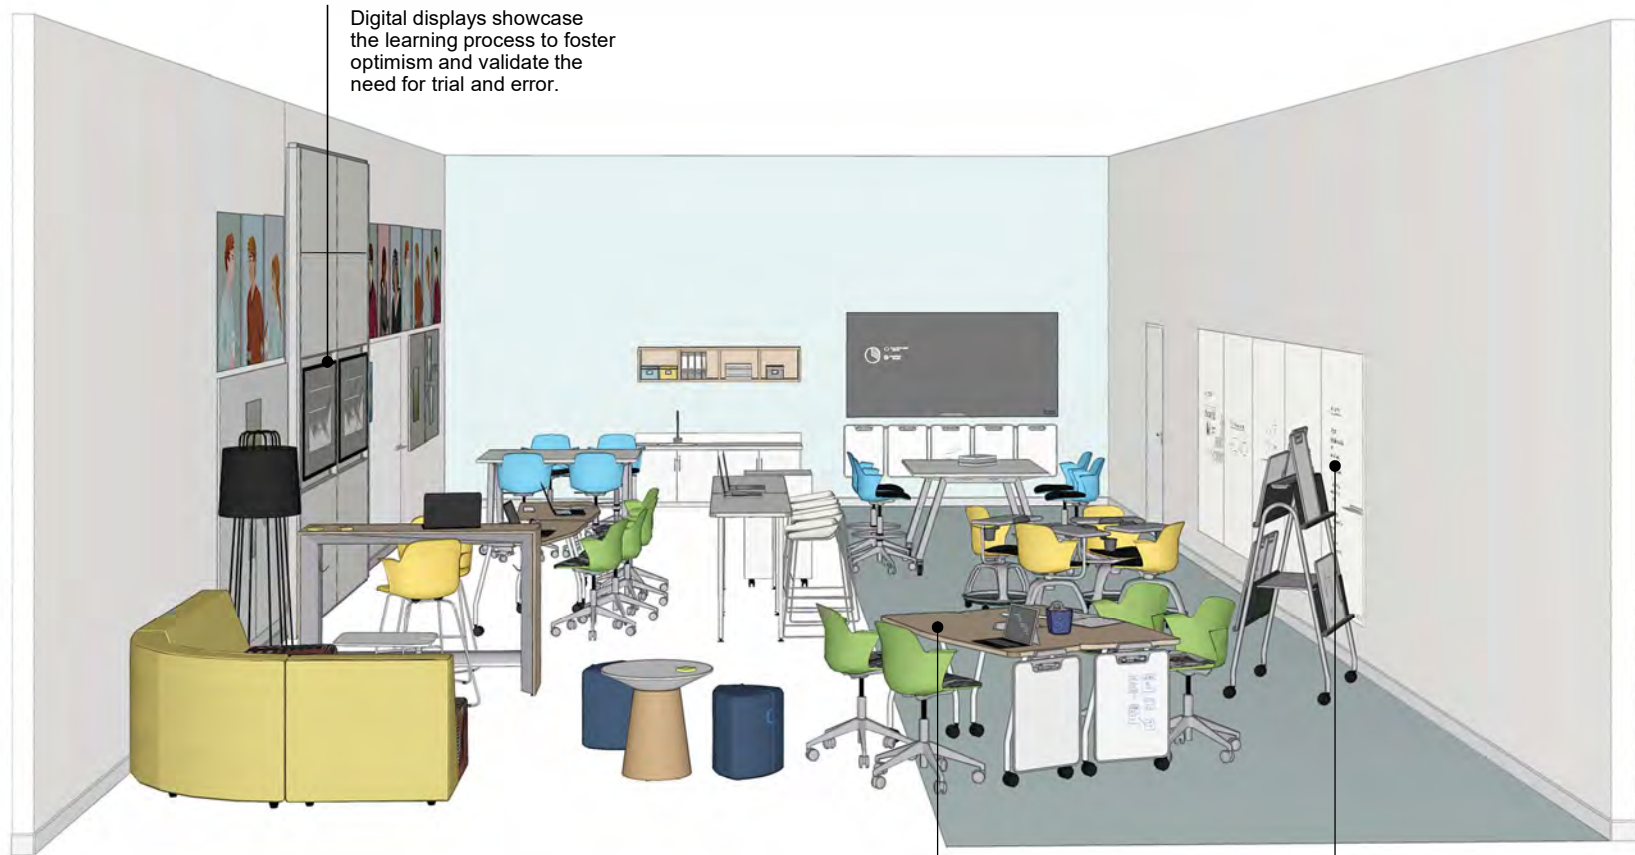 Digital displays showcase
the learning process to foster
optimism and validate the
need for trial and error.